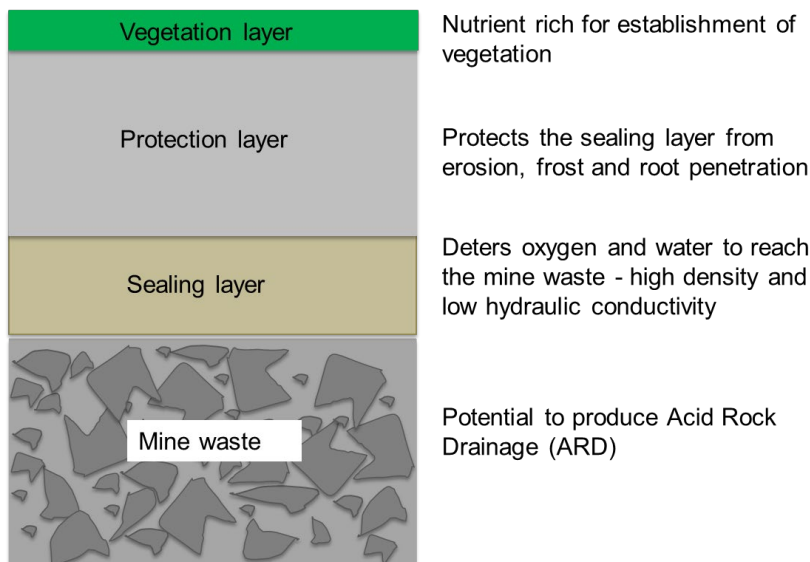 Vegetation layer
Nutrient rich for establishment of
vegetation
Protection layer
Protects the sealing layer from
erosion, frost and root penetration
Sealing layer
Deters oxygen and water to reach
the mine waste - high density and
low hydraulic conductivity
Mine waste
Potential to produce Acid Rock
Drainage (ARD)